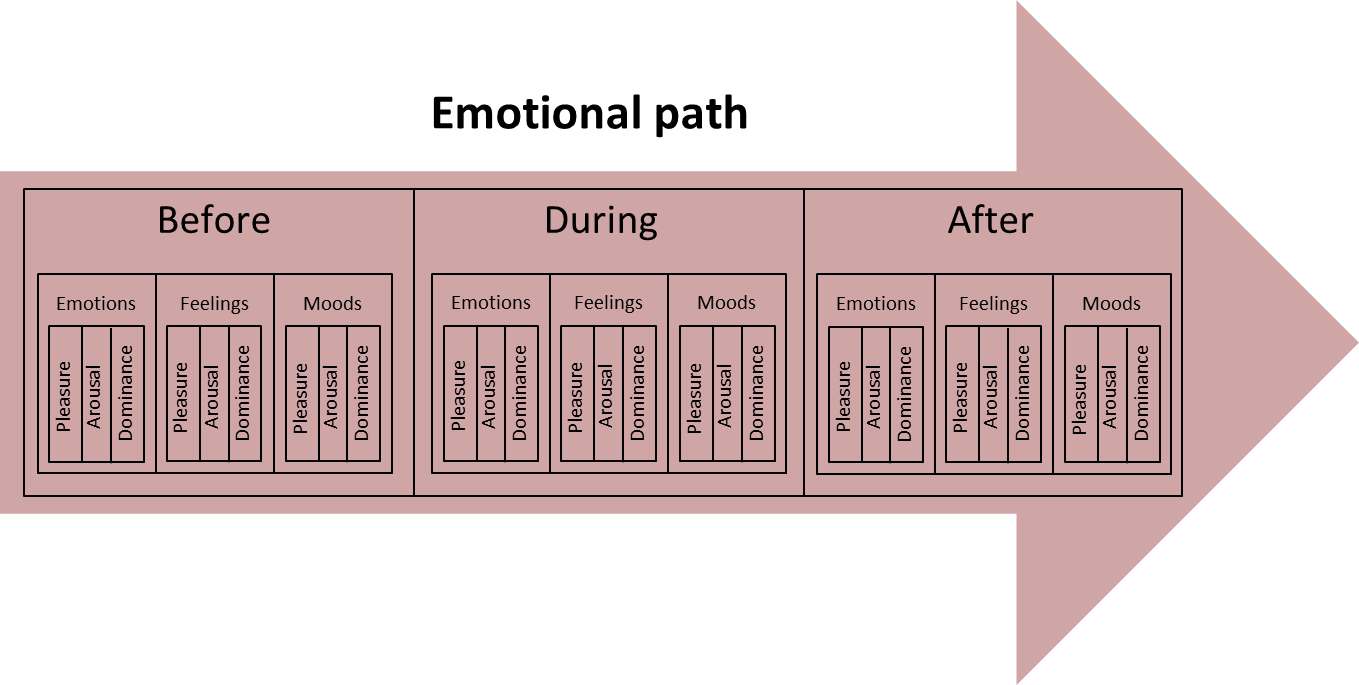 Emotional path
Before During After
Emotions Feelings Moods Emotions Feelings Moods Emotions Feelings Moods
Pleasure Arousal Dominance Pleasure Arousal Dominance Pleasure Arousal Dominance Pleasure Arousal Dominance Pleasure Arousal Dominance Pleasure Arousal Dominance Pleasure Arousal Dominance Pleasure Arousal Dominance Pleasure Arousal Dominance